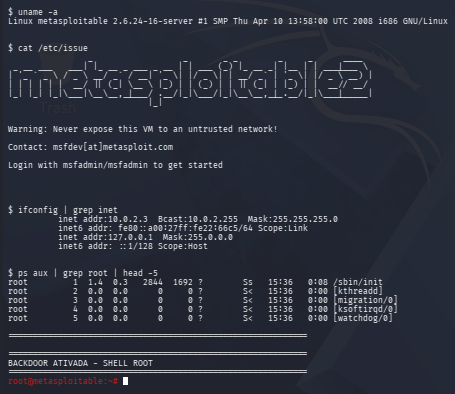 $ uname -a
Linux metasploitable 2.6.24-16-server #1 SMP Thu Apr 10 13:58:00 UTC 2008 i686 GNU/Linux
$ cat /etc/issue
metasploitable
Trash
Warning: Never expose this VM to an untrusted network!
Contact: msfdev[at]metasploit.com
Login with msfadmin/msfadmin to get started
$ ifconfig | grep inet
inet addr:10.0.2.3  Bcast:10.0.2.255  Mask:255.255.255.0
inet6 addr: fe80::a00:27ff:fe22:66c5/64 Scope:Link
inet addr:127.0.0.1  Mask:255.0.0.0
inet6 addr: ::1/128 Scope:Host
$ ps aux | grep root | head -5
root         1  1.4  0.3   2844  1692 ?        Ss   15:36   0:08 /sbin/init
root         2  0.0  0.0      0     0 ?        S<   15:36   0:00 [kthreadd]
root         3  0.0  0.0      0     0 ?        S<   15:36   0:00 [migration/0]
root         4  0.0  0.0      0     0 ?        S<   15:36   0:00 [ksoftirqd/0]
root         5  0.0  0.0      0     0 ?        S<   15:36   0:00 [watchdog/0]
BACKDOOR ATIVADA - SHELL ROOT
root@metasploitable:~#